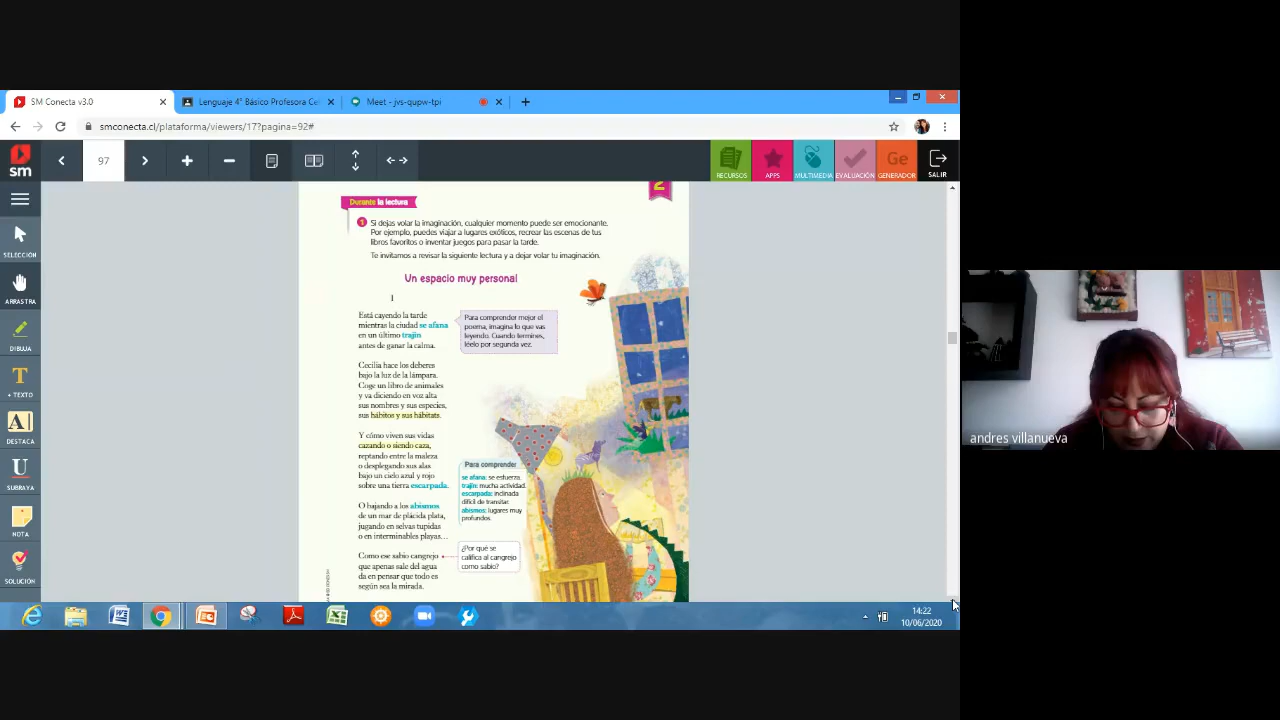 SM Conecta v3.0
Lenguaje 4° Básico Profesora Ce
Meet - jvs-qupw-tpi
smconecta.cl/plataforma/viewers/17?pagina=92#
sm
97
RECURSOS
APPS
MULTIMEDIA
EVALUACIÓN
Ge
GENERADOR
SALIR
SELECCIÓN
ARRASTRA
DIBUJA
T
+ TEXTO
A
DESTACA
U
SUBRAYA
NOTA
SOLUCIÓN
2
Durante la lectura
1 Si dejas volar la imaginación, cualquier momento puede ser emocionante.
Por ejemplo, puedes viajar a lugares exóticos, recrear las escenas de tus
libros favoritos o inventar juegos para pasar la tarde.
Te invitamos a revisar la siguiente lectura y a dejar volar tu imaginación.
Un espacio muy personal
I
Está cayendo la tarde
mientras la ciudad se afana
en un último trajín
antes de ganar la calma.
Para comprender mejor el
poema, imagina lo que vas
leyendo. Cuando termines,
léelo por segunda vez.
Cecilia hace los deberes
bajo la luz de la lámpara.
Coge un libro de animales
y va diciendo en voz alta
sus nombres y sus especies,
sus hábitos y sus hábitats.
Y cómo viven sus vidas
cazando o siendo caza,
reptando entre la maleza
o desplegando sus alas
bajo un cielo azul y rojo
sobre una tierra escarpada.
Para comprender
se afana: se esfuerza.
trajín: mucha actividad.
escarpada: inclinada
difícil de transitar.
abismos: lugares muy
profundos.
O bajando a los abismos
de un mar de plácida plata,
jugando en selvas tupidas
o en interminables playas…
Como ese sabio cangrejo
que apenas sale del agua
da en pensar que todo es
según sea la mirada.
¿Por qué se
califica al cangrejo
como sabio?
andres villanueva
14:22
10/06/2020